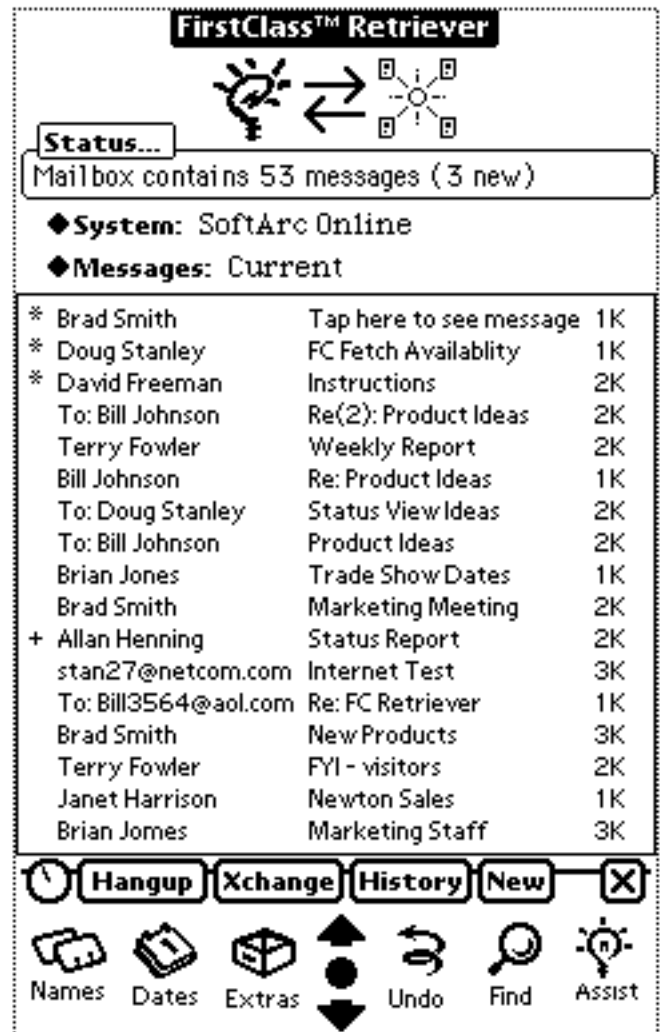 FirstClass™ Retriever
Status...
Mailbox contains 53 messages (3 new)
◆System: SoftArc Online
◆Messages: Current
* Brad Smith Tap here to see message 1K
* Doug Stanley FC Fetch Availablity 1K
* David Freeman Instructions 2K
To: Bill Johnson Re(2): Product Ideas 2K
Terry Fowler Weekly Report 2K
Bill Johnson Re: Product Ideas 1K
To: Doug Stanley Status View Ideas 2K
To: Bill Johnson Product Ideas 2K
Brian Jones Trade Show Dates 1K
Brad Smith Marketing Meeting 2K
+ Allan Henning Status Report 2K
stan27@netcom.com Internet Test 3K
To: Bill3564@aol.com Re: FC Retriever 1K
Brad Smith New Products 3K
Terry Fowler FYI - visitors 2K
Janet Harrison Newton Sales 1K
Brian Jomes Marketing Staff 3K
Hangup Xchange History New X
Names Dates Extras Undo Find Assist